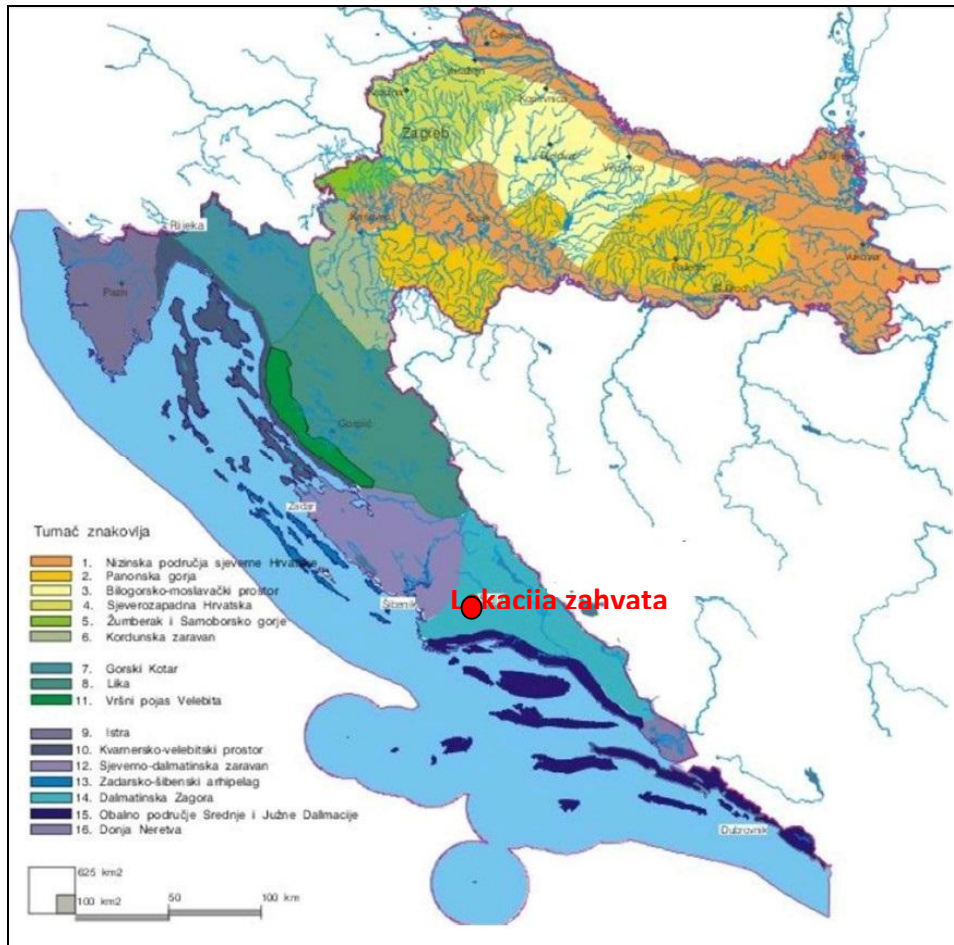 Zagreb
Sisak
Rijeka
Pazin
Vukovar
Gospić
Zadar
Šibenik
Lokacija zahvata
Dubrovnik
Tumač znakovlja
1. Nizinska područja sjeverne Hrvatske
2. Panonska gorja
3. Bilogorsko-moslavački prostor
4. Sjeverozapadna Hrvatska
5. Žumberak i Samoborsko gorje
6. Kordunska zaravan
7. Gorski Kotar
8. Lika
11. Vršni pojas Velebita
9. Istra
10. Kvarnersko-velebitski prostor
12. Sjeverno-dalmatinska zaravan
13. Zadarsko-šibenski arhipelag
14. Dalmatinska Zagora
15. Obalno područje Srednje i Južne Dallmacije
16. Donja Neretva
625 km2
100 km2
50
100 km